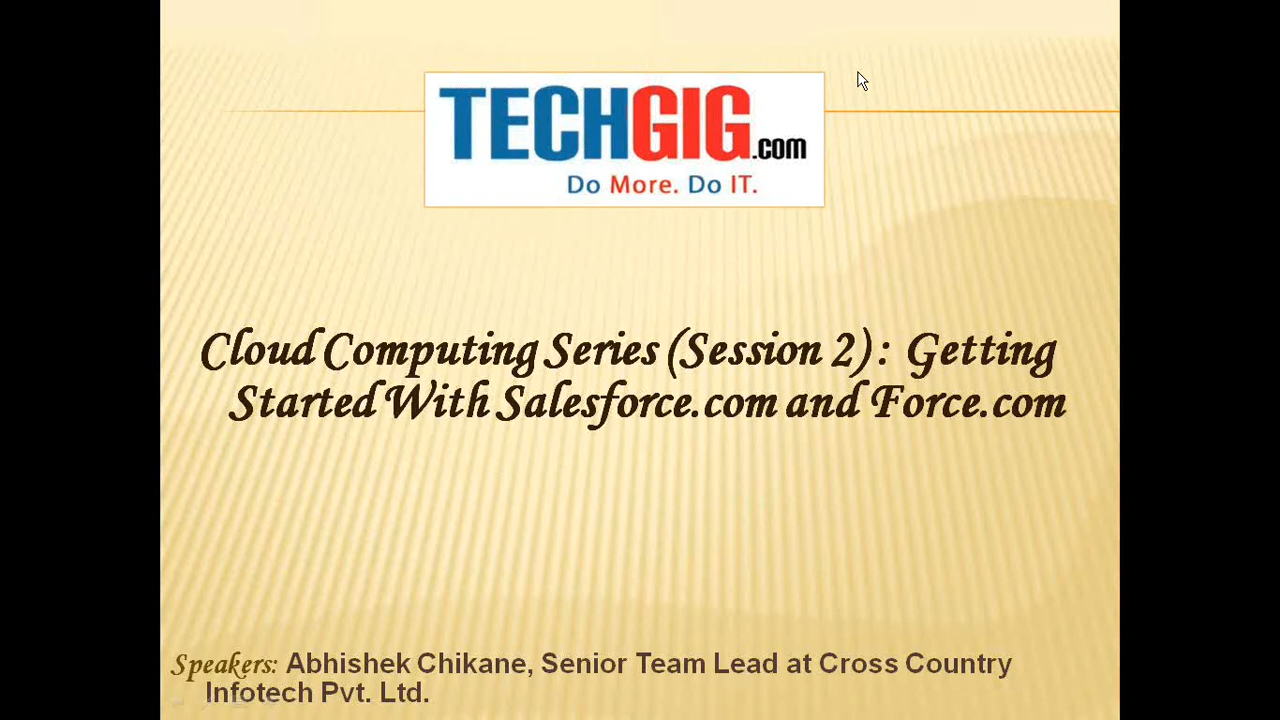 TECHGIG.com
Do More. Do IT.
Cloud Computing Series (Session 2) : Getting
Started With Salesforce.com and Force.com
Speakers: Abhishek Chikane, Senior Team Lead at Cross Country
Infotech Pvt. Ltd.